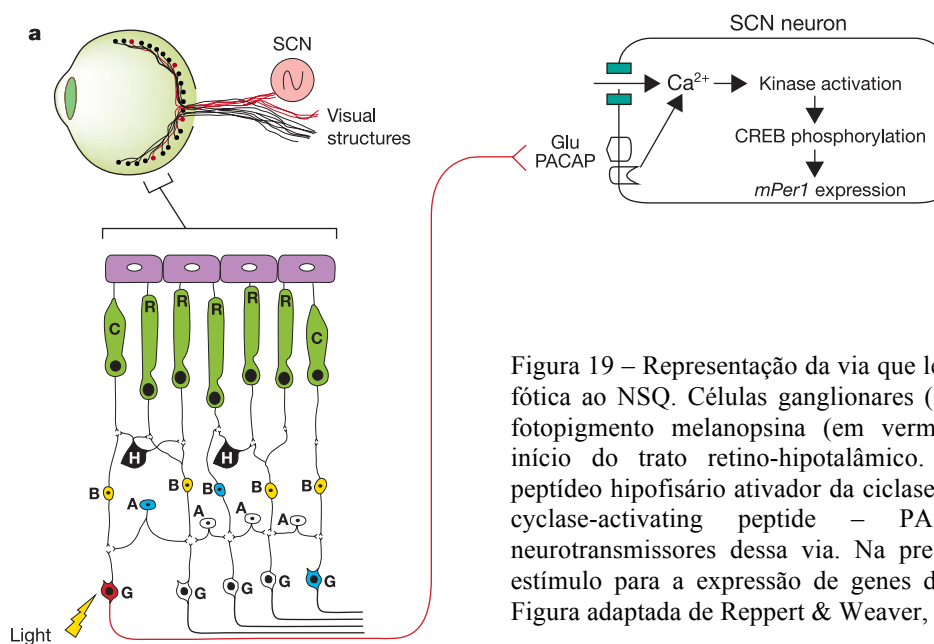 a
SCN
Visual
structures
SCN neuron
Ca2+
Kinase activation
CREB phosphorylation
mPer1 expression
Glu
PACAP
C
R
R
R
R
R
C
H
H
B
B
B
B
B
A
A
A
A
G
G
G
G
G
Light
Figura 19 – Representação da via que le
fótica ao NSQ. Células ganglionares (
fotopigmento melanopsina (em verm
início do trato retino-hipotalâmico.
peptídeo hipofisário ativador da ciclase
cyclase-activating peptide – PA
neurotransmissores dessa via. Na pre
estímulo para a expressão de genes d
Figura adaptada de Reppert & Weaver,